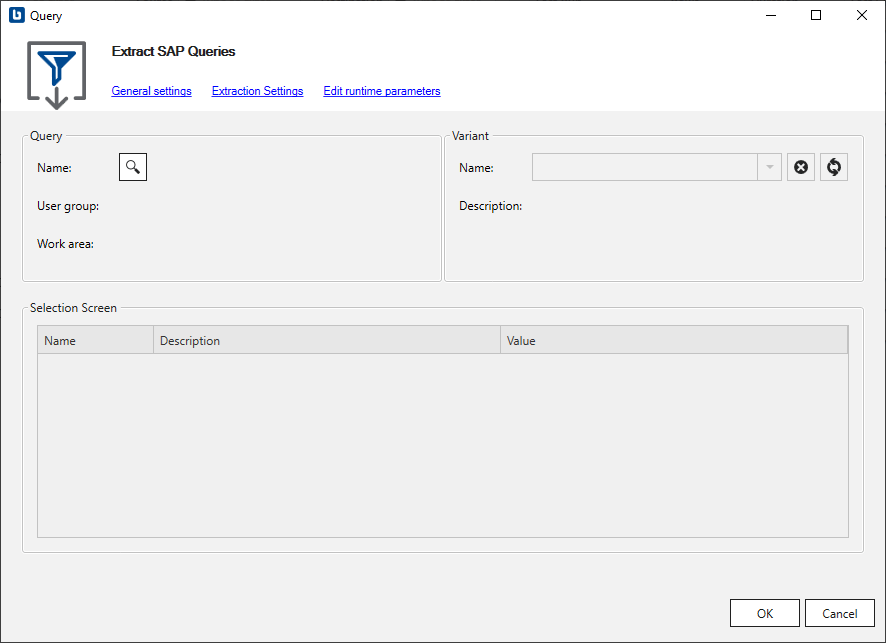 Query
Extract SAP Queries
General settings Extraction Settings Edit runtime parameters
Query
Name:
User group:
Work area:
Variant
Name:
Description:
Selection Screen
Name Description Value
OK Cancel